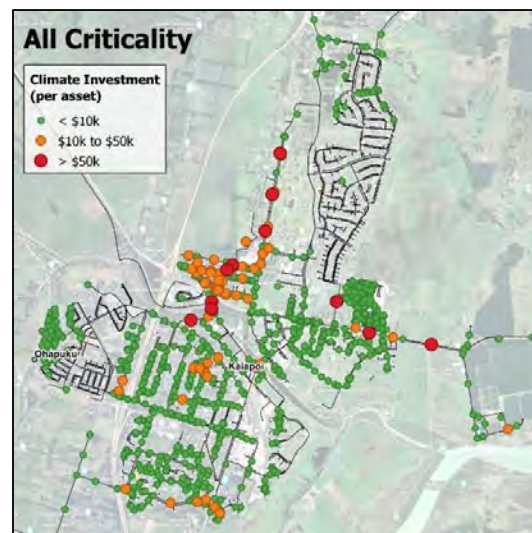 All Criticality
Climate Investment
(per asset)
< $10k
$10k to $50k
> $50k
Ohapuku
Kaiapoi